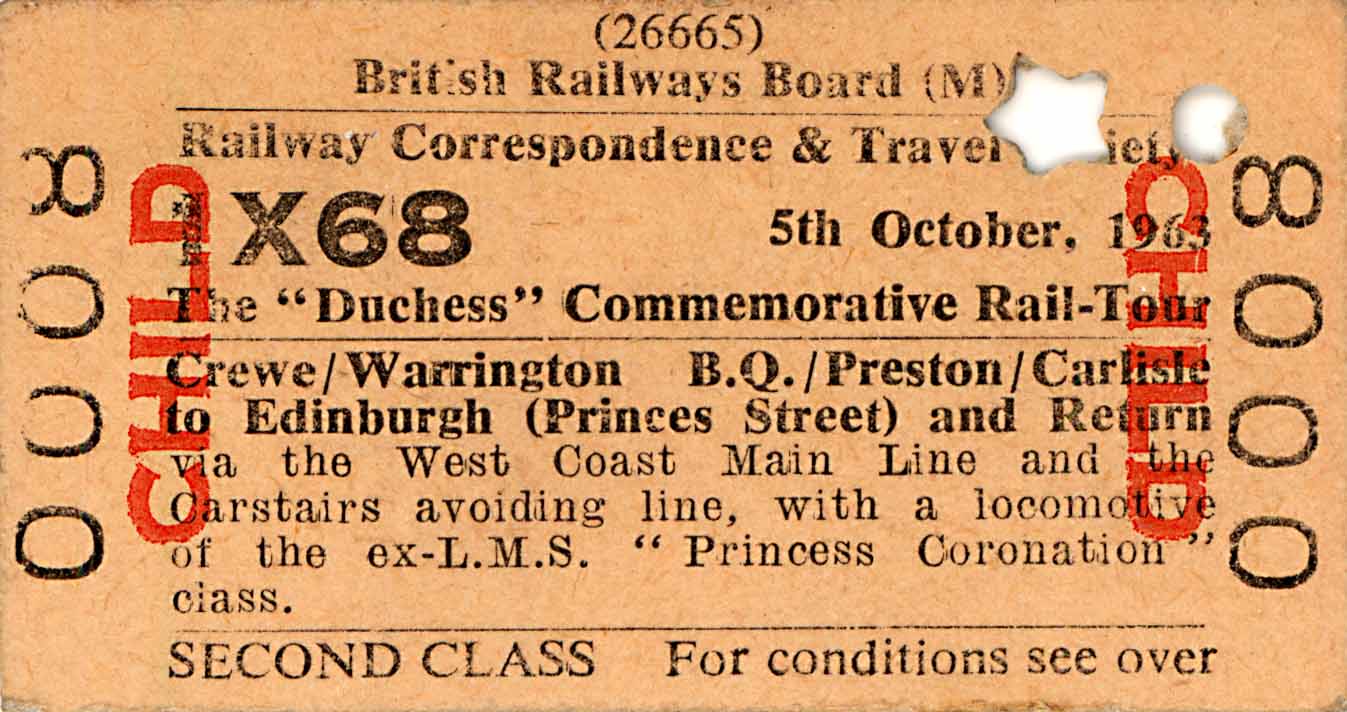 (26665)
British Railways Board (M)
Railway Correspondence & Travel
X68 5th October, 1963
The "Duchess" Commemorative Rail-Tour
Crewe/Warrington B.Q./Preston/Carlisle
to Edinburgh (Princes Street) and Return
via the West Coast Main Line and the
Carstairs avoiding line, with a locomotive
of the ex-L.M.S. "Princess Coronation"
class.
SECOND CLASS For conditions see over
0008
CHILD
CHILD
0008